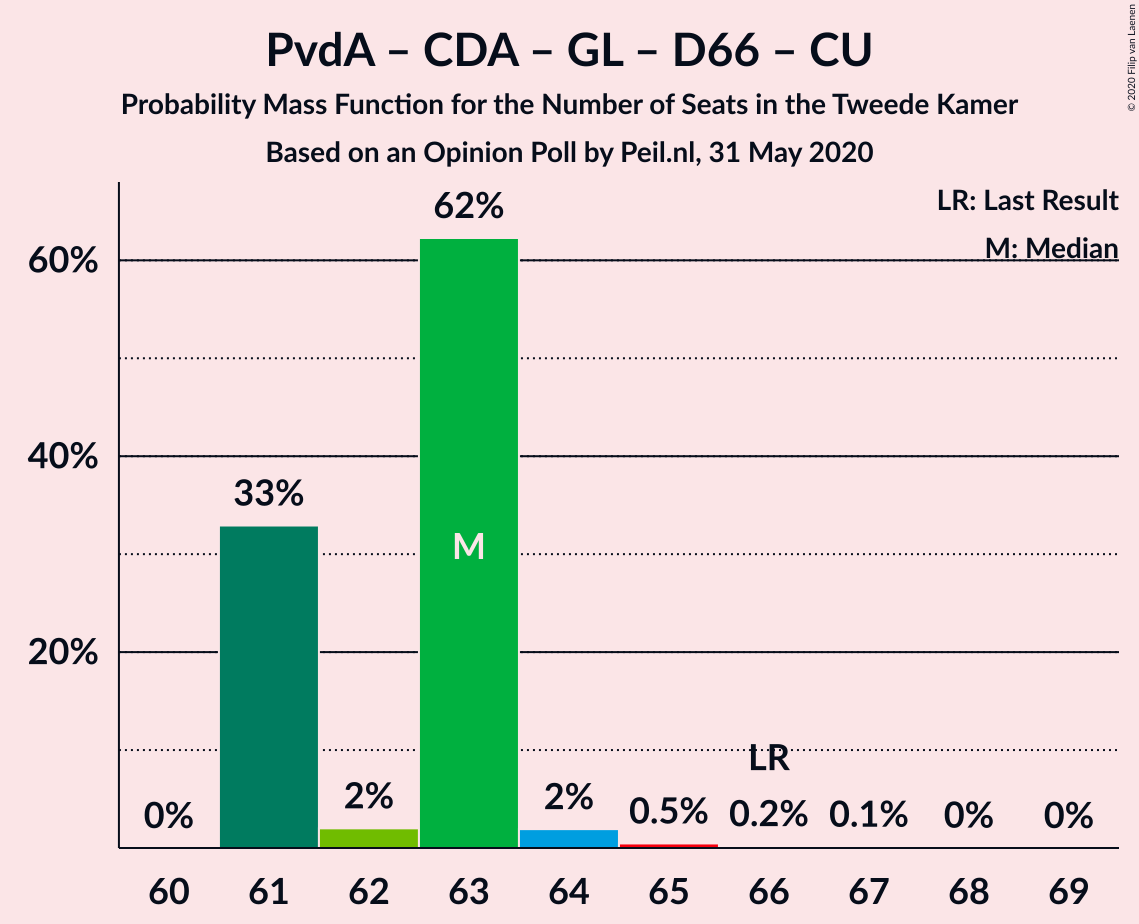 PvdA – CDA – GL – D66 – CU
Probability Mass Function for the Number of Seats in the Tweede Kamer
Based on an Opinion Poll by Peil.nl, 31 May 2020
© 2020 Filip van Laenen
LR: Last Result
M: Median
60%
40%
20%
0%
33%
2%
62%
M
2%
0.5%
LR
0.2%
0.1%
0%
0%
60 61 62 63 64 65 66 67 68 69